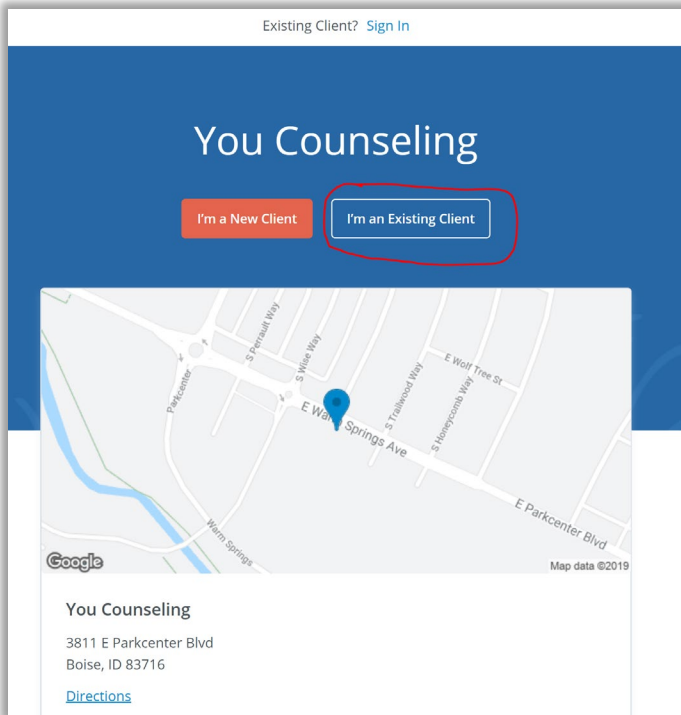 Existing Client? Sign In
You Counseling
I'm a New Client
I'm an Existing Client
S Perrault Way
S Wise Way
Parkcenter
E Wolf Tree St
S Trailwood Way
S Honeycomb Way
E Warm Springs Ave
E Parkcenter Blvd
Warm Springs
Google
Map data ©2019
You Counseling
3811 E Parkcenter Blvd
Boise, ID 83716
Directions